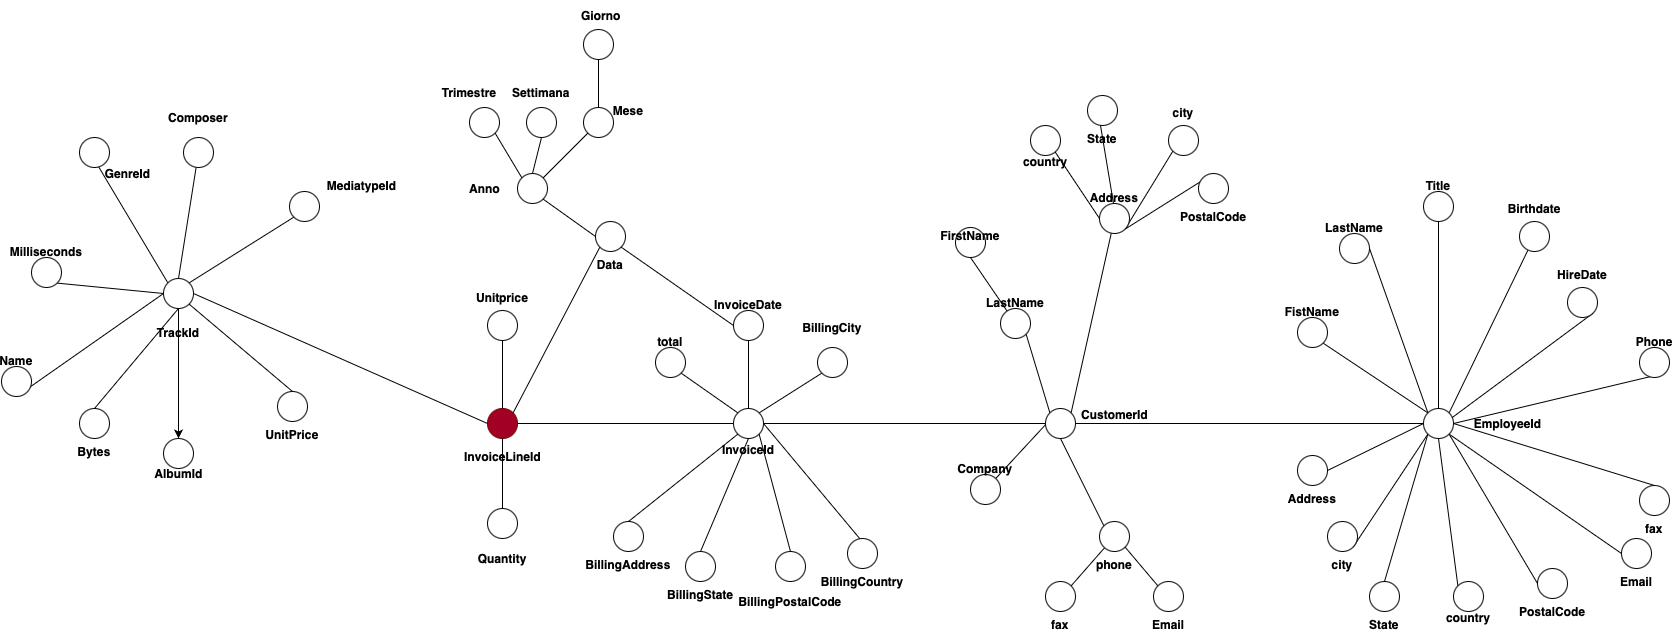 Giorno
Trimestre
Settimana
Mese
Composer
GenreId
MediatypeId
Anno
Milliseconds
Data
TrackId
Name
Bytes
AlbumId
UnitPrice
Unitprice
InvoiceLineId
Quantity
InvoiceDate
total
BillingCity
InvoiceId
BillingAddress
BillingState
BillingPostalCode
BillingCountry
State
city
country
Address
PostalCode
FirstName
LastName
CustomerId
Company
phone
fax
Email
Title
LastName
Birthdate
HireDate
FistName
Phone
EmployeeId
Address
fax
city
Email
State
country
PostalCode